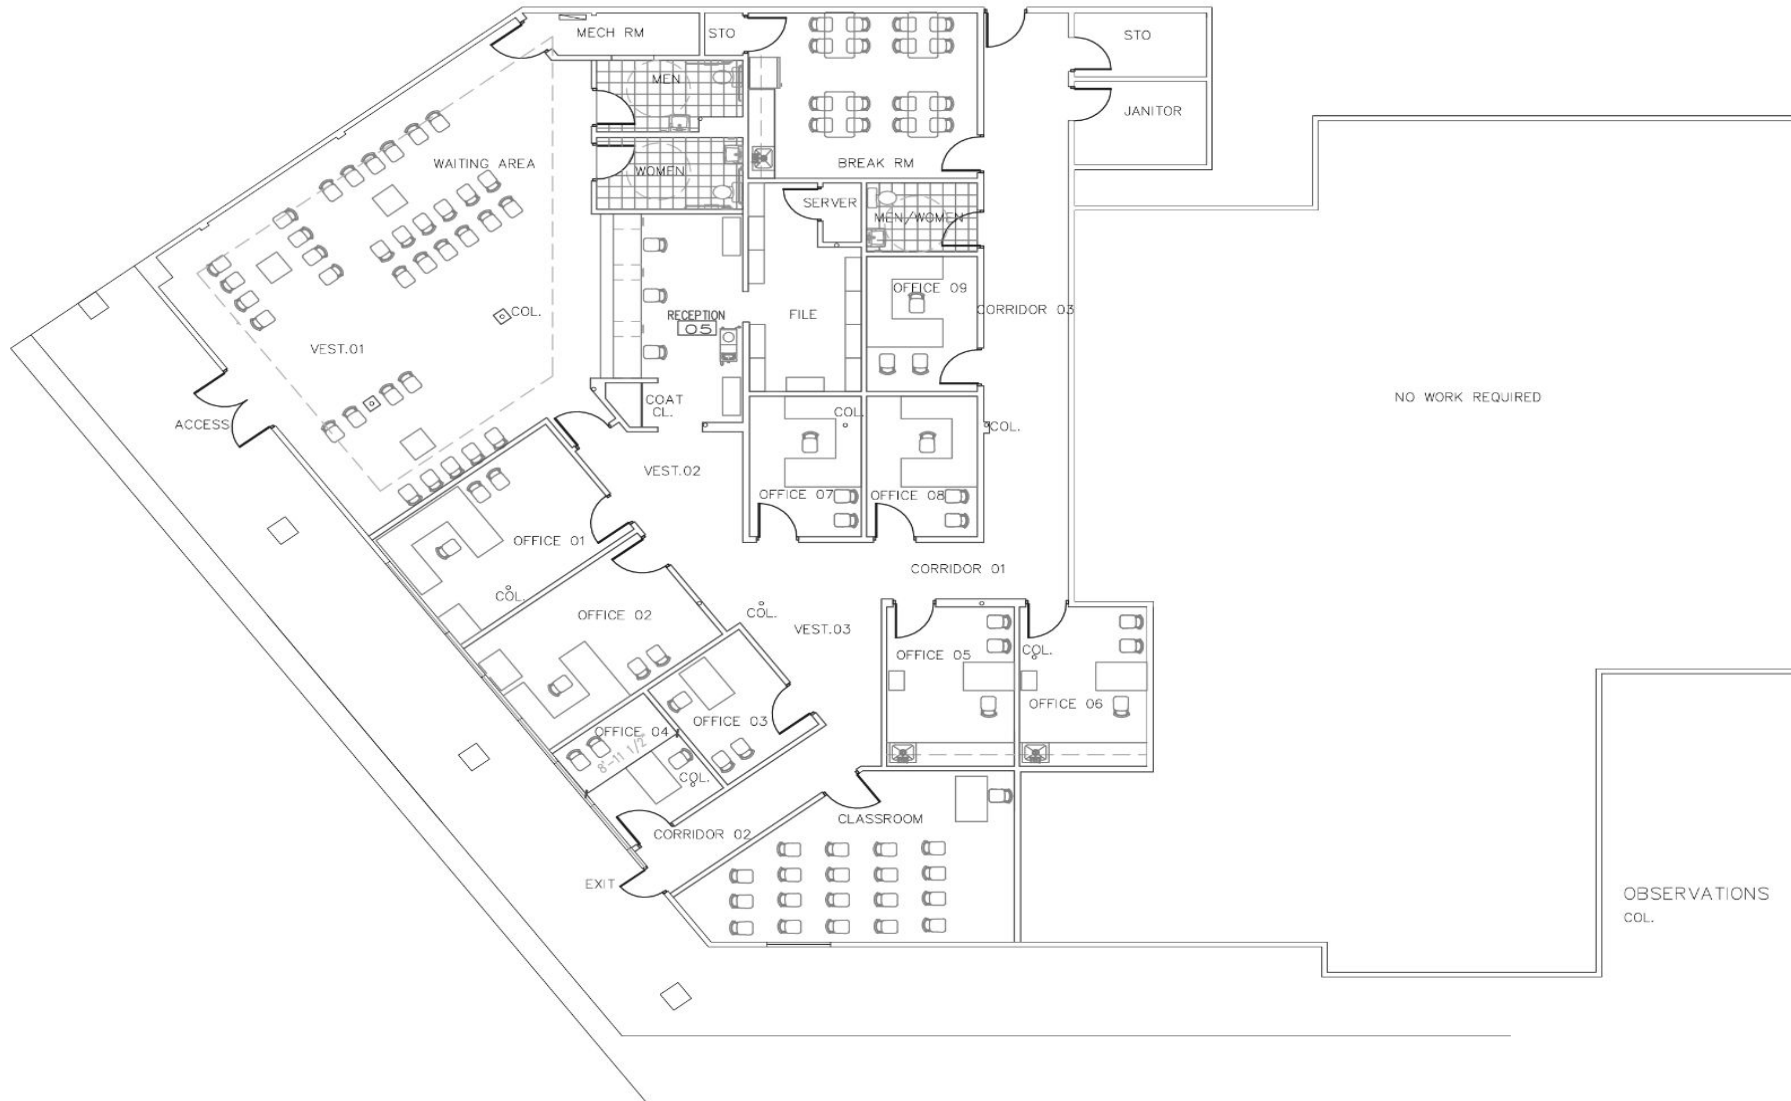 MECH RM
STO
STO
MEN
JANITOR
WAITING AREA
BREAK RM
WOMEN
SERVER
MEN/WOMEN
OFFICE 09
CORRIDOR 03
COL.
RECEPTION
05
FILE
VEST.01
NO WORK REQUIRED
COAT
CL.
COL.
ACCESS
COL.
VEST.02
OFFICE 07
OFFICE 08
OFFICE 01
CORRIDOR 01
COL.
OFFICE 02
COL.
VEST.03
OFFICE 05
COL.
OFFICE 06
OFFICE 03
OFFICE 04
8'-11 1/2"
COL.
CLASSROOM
CORRIDOR 02
EXIT
OBSERVATIONS
COL.